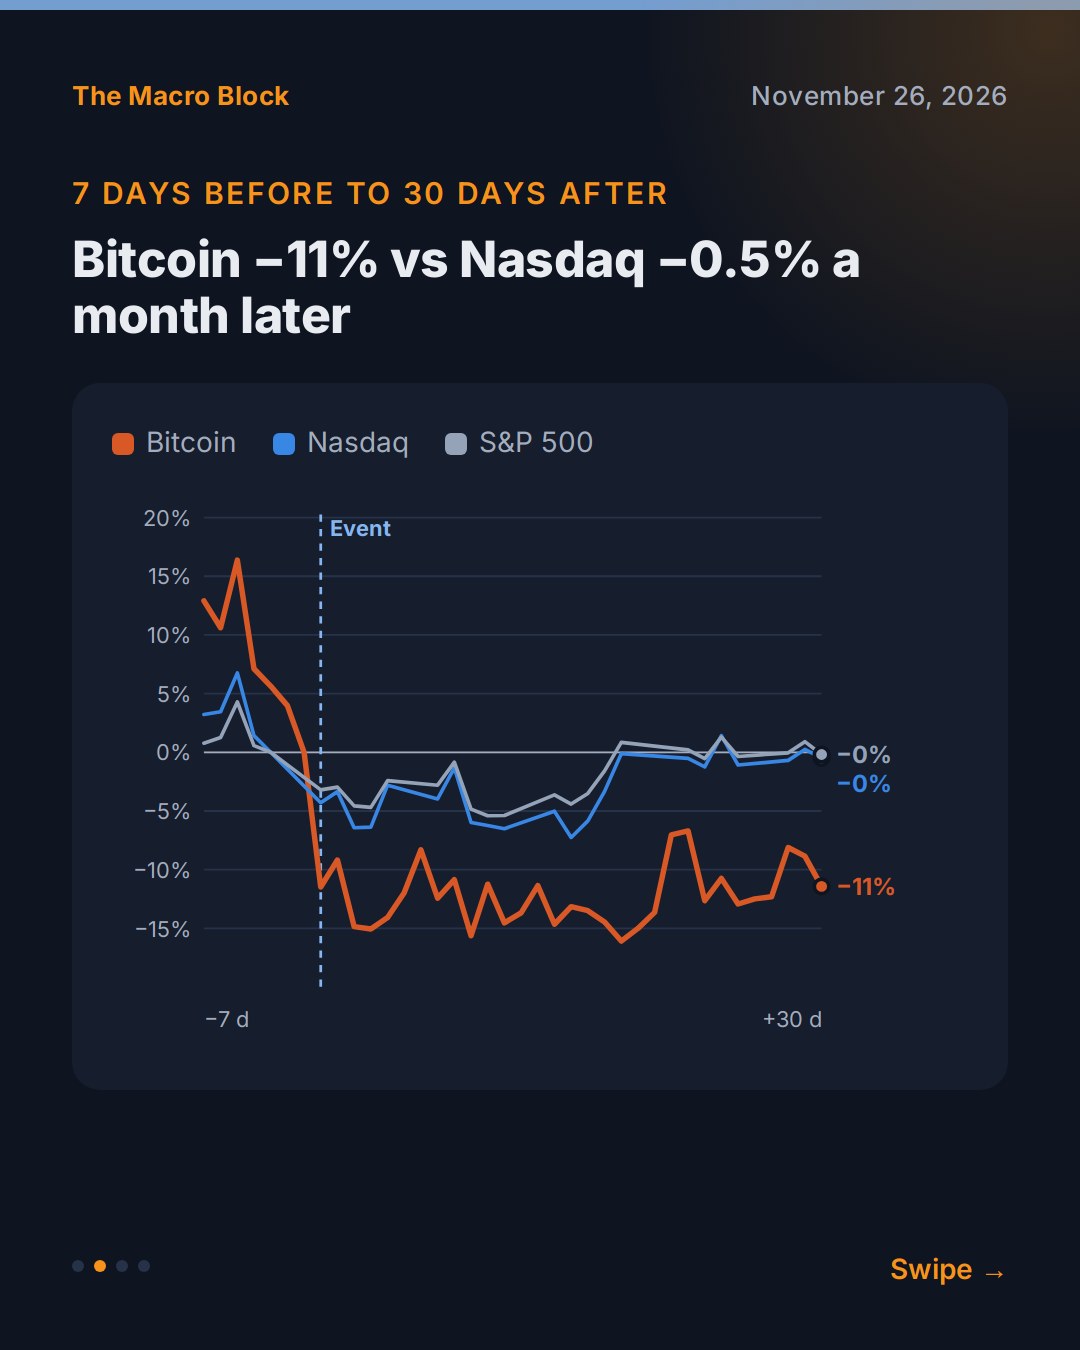 The Macro Block
November 26, 2026
7 DAYS BEFORE TO 30 DAYS AFTER
Bitcoin −11% vs Nasdaq −0.5% a
month later
Bitcoin
Nasdaq
S&P 500
20%
Event
15%
10%
5%
0%
−0%
−0%
−5%
−10%
−11%
−15%
−7 d
+30 d
Swipe →